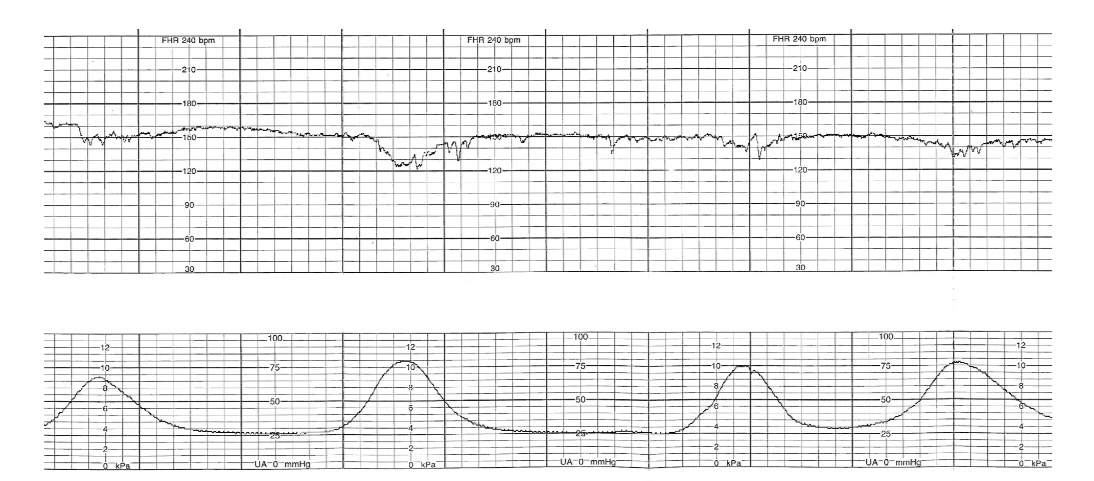 FHR 240 bpm FHR 240 bpm FHR 240 bpm
210 210 210
180 180 180
150 150 150
120 120 120
90 90 90
60 60 60
30 30 30
100 100 100
12 12 12 12
10 75 10 75 10 75 10
8 8 8 8
6 50 6 50 6 50 6
4 25 4 25 4 25 4
2 2 2 2
0 kPa UA 0 mmHg 0 kPa UA 0 mmHg 0 kPa UA 0 mmHg 0 kPa